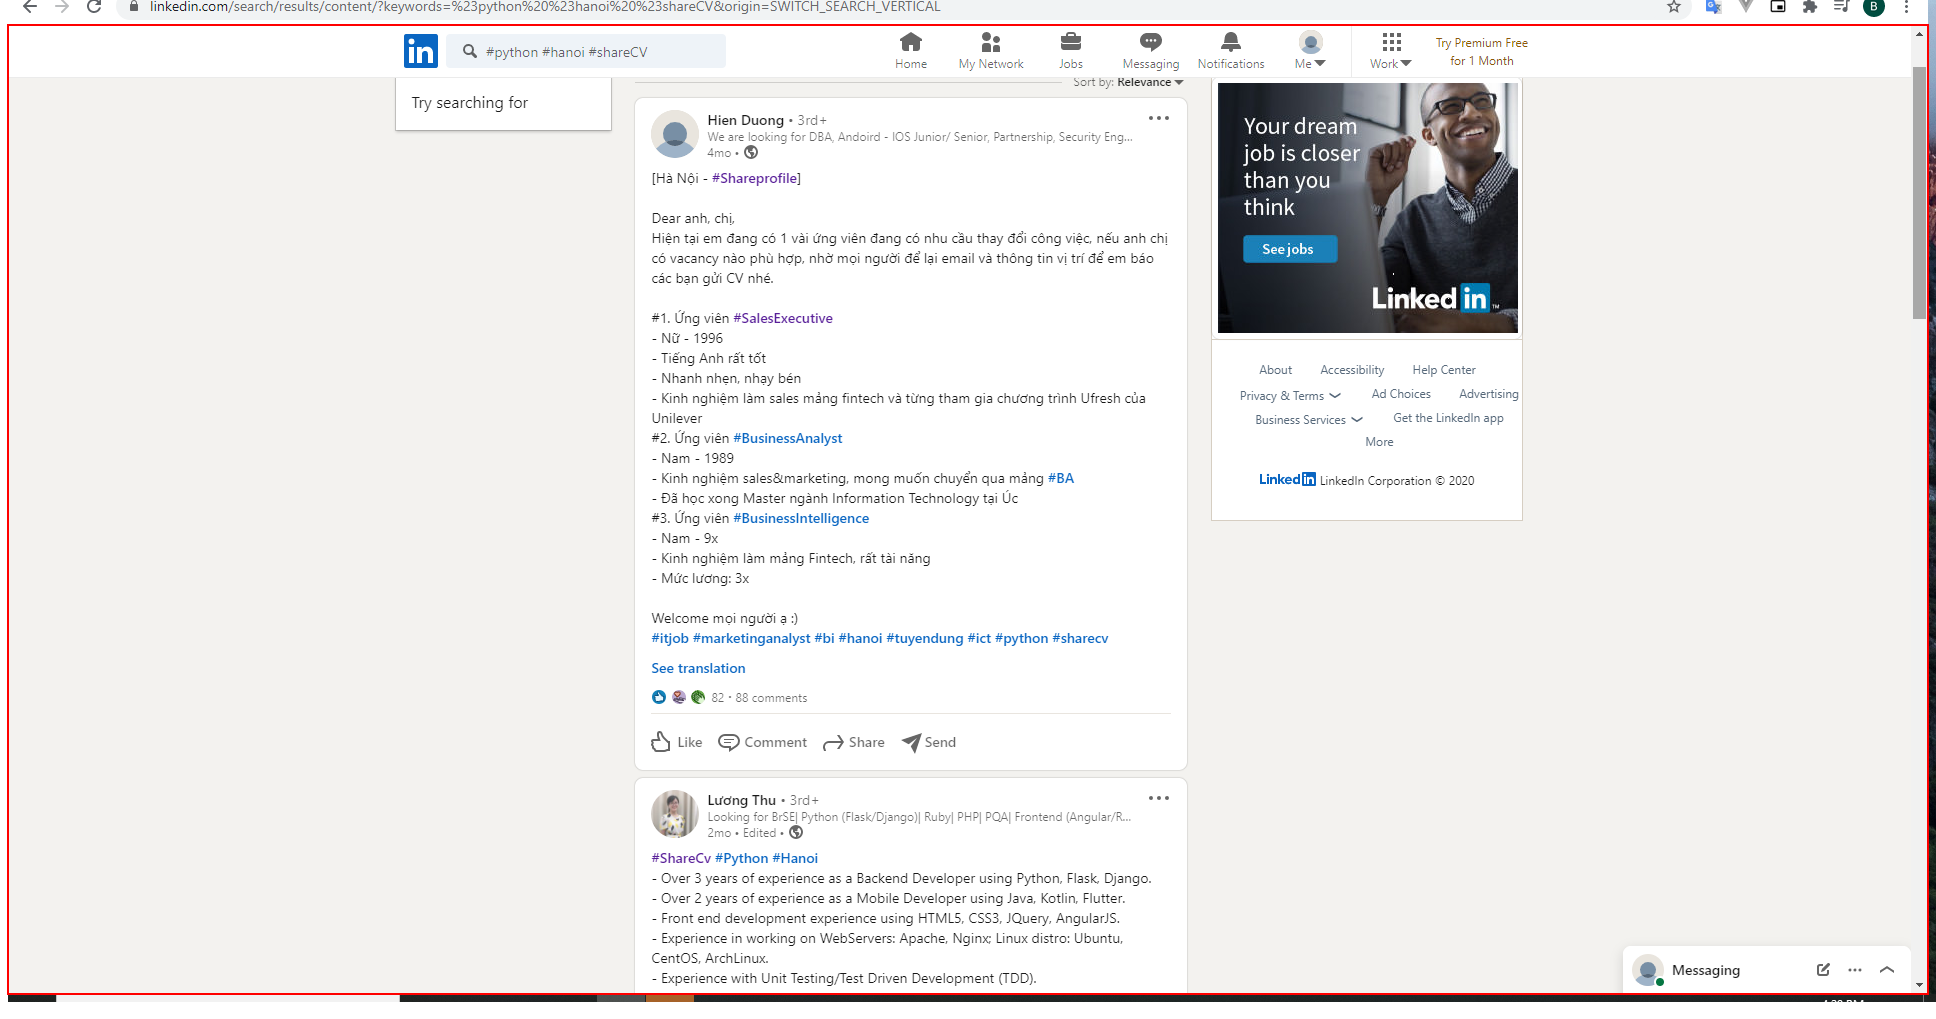 linkedin.com/search/results/content/?keywords=%23python%20%23hanoi%20%23shareCV&origin=SWITCH_SEARCH_VERTICAL
B
in
#python #hanoi #shareCV
Home
My Network
Jobs
Messaging
Notifications
Me
Work
Try Premium Free
for 1 Month
Try searching for
Sort by: Relevance
Hien Duong • 3rd+
We are looking for DBA, Andoird - IOS Junior/ Senior, Partnership, Security Eng...
4mo •
[Hà Nội - #Shareprofile]
Dear anh, chị,
Hiện tại em đang có 1 vài ứng viên đang có nhu cầu thay đổi công việc, nếu anh chị
có vacancy nào phù hợp, nhờ mọi người để lại email và thông tin vị trí để em báo
các bạn gửi CV nhé.
#1. Ứng viên #SalesExecutive
- Nữ - 1996
- Tiếng Anh rất tốt
- Nhanh nhẹn, nhạy bén
- Kinh nghiệm làm sales mảng fintech và từng tham gia chương trình Ufresh của
Unilever
#2. Ứng viên #BusinessAnalyst
- Nam - 1989
- Kinh nghiệm sales&marketing, mong muốn chuyển qua mảng #BA
- Đã học xong Master ngành Information Technology tại Úc
#3. Ứng viên #BusinessIntelligence
- Nam - 9x
- Kinh nghiệm làm mảng Fintech, rất tài năng
- Mức lương: 3x
Welcome mọi người ạ :)
#itjob #marketinganalyst #bi #hanoi #tuyendung #ict #python #sharecv
See translation
82 • 88 comments
Like
Comment
Share
Send
Lương Thu • 3rd+
Looking for BrSE| Python (Flask/Django)| Ruby| PHP| PQA| Frontend (Angular/R...
2mo • Edited •
#ShareCv #Python #Hanoi
- Over 3 years of experience as a Backend Developer using Python, Flask, Django.
- Over 2 years of experience as a Mobile Developer using Java, Kotlin, Flutter.
- Front end development experience using HTML5, CSS3, JQuery, AngularJS.
- Experience in working on WebServers: Apache, Nginx; Linux distro: Ubuntu,
CentOS, ArchLinux.
- Experience with Unit Testing/Test Driven Development (TDD).
Your dream
job is closer
than you
think
See jobs
Linked in ™
About
Accessibility
Help Center
Privacy & Terms
Ad Choices
Advertising
Business Services
Get the LinkedIn app
More
Linked in LinkedIn Corporation © 2020
Messaging